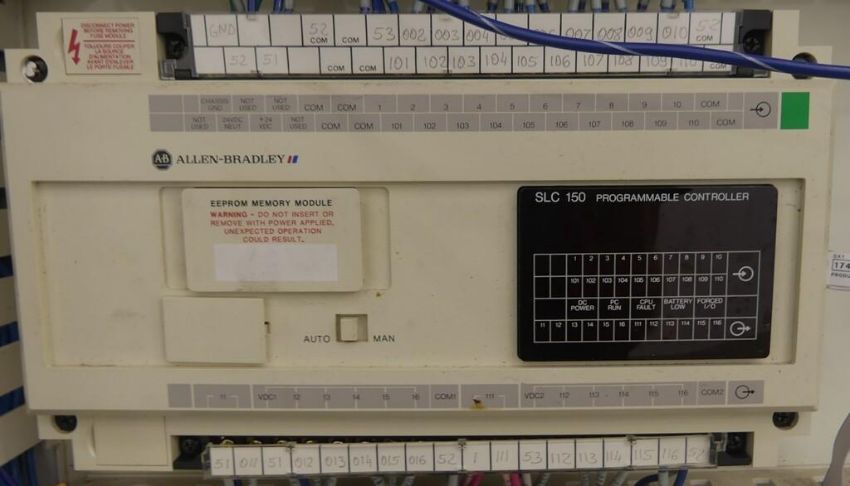 DISCONNECT POWER
BEFORE REMOVING
FUSE MODULE
TOUJOURS COUPER
LA SOURCE
D'ALIMENTATION
AVANT D'ENLEVER
LE PORTE FUSABLE
GND 52 COM COM 53 002 003 004 007 008 009 010 52 COM
52 51 COM COM 101 102 103 104 105 106 107 108 109 COM
CHASSIS GND NOT USED NOT USED COM COM 1 2 3 4 5 6 7 8 9 10 COM
NOT USED 24VDC NEUT +24 VDC NOT USED COM COM 101 102 103 104 105 106 107 108 109 110 COM
AB ALLEN-BRADLEY
EEPROM MEMORY MODULE
WARNING - DO NOT INSERT OR
REMOVE WITH POWER APPLIED.
UNEXPECTED OPERATION
COULD RESULT.
AUTO MAN
SLC 150 PROGRAMMABLE CONTROLLER
1 2 3 4 5 6 7 8 9 10
101 102 103 104 105 106 107 108 109 110
DC POWER PC RUN CPU FAULT BATTERY LOW FORCED I/O
11 12 13 14 15 16 111 112 113 114 115 116
CAT
174
PRODU
11 VDC1 12 13 14 15 16 COM1 111 VDC2 112 113 114 115 116 COM2
51 011 51 012 013 014 015 016 52 1 111 53 112 113 114 115 116 52